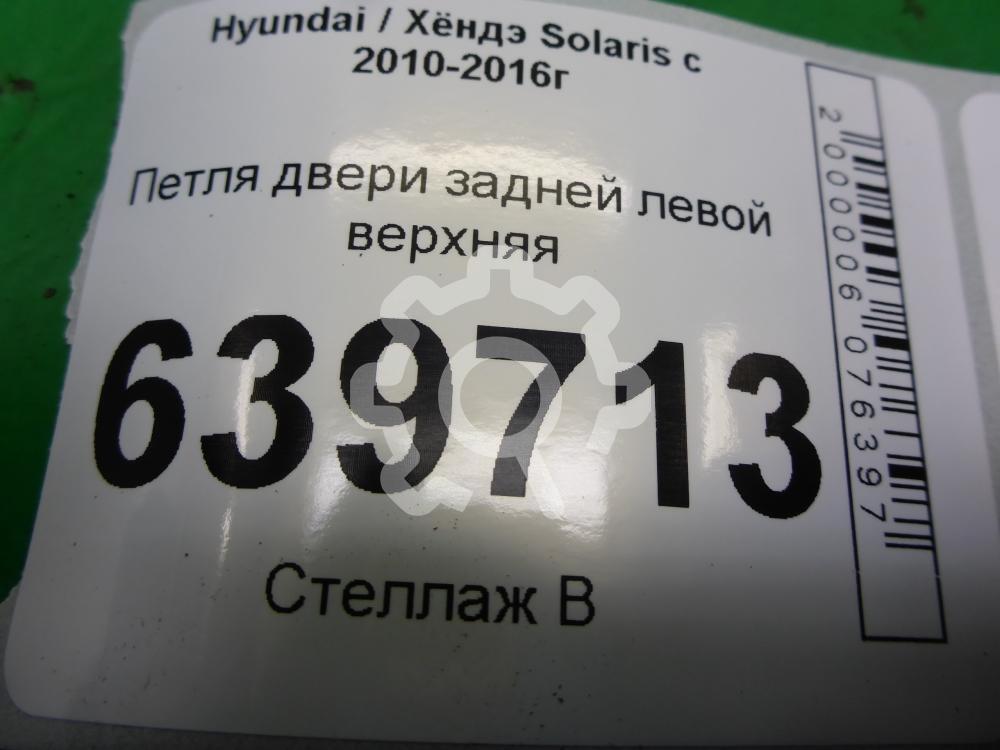 Hyundai / Хёндэ Solaris с
2010-2016г
Петля двери задней левой
верхняя
639713
Стеллаж В
2000006076397